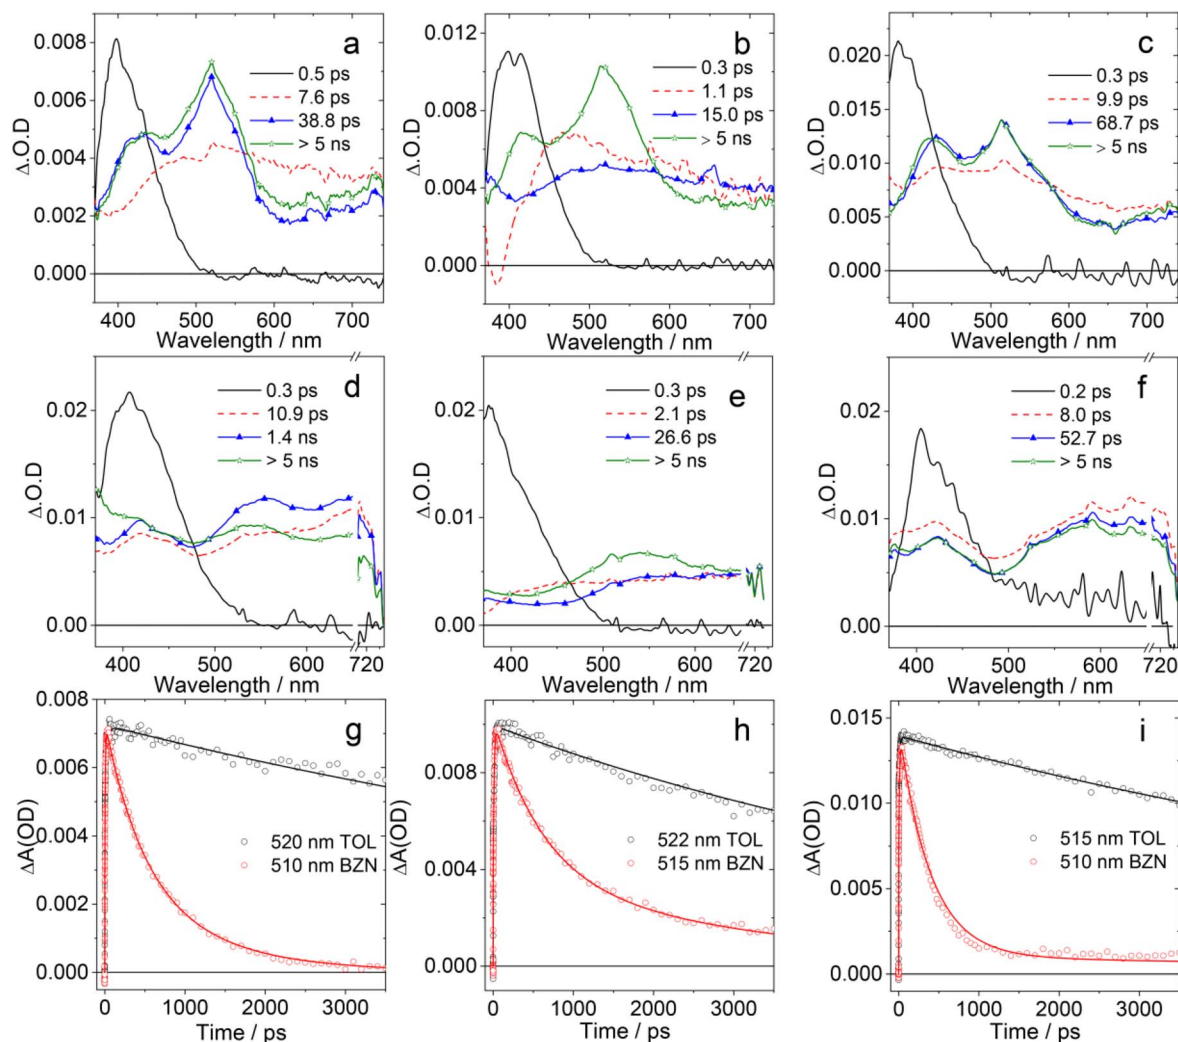 a
0.5 ps
7.6 ps
38.8 ps
> 5 ns
0.008
0.006
0.004
0.002
0.000
Δ.O.D
400 500 600 700
Wavelength / nm
b
0.3 ps
1.1 ps
15.0 ps
> 5 ns
0.012
0.008
0.004
0.000
Δ.O.D
400 500 600 700
Wavelength / nm
c
0.3 ps
9.9 ps
68.7 ps
> 5 ns
0.020
0.015
0.010
0.005
0.000
Δ.O.D
400 500 600 700
Wavelength / nm
d
0.3 ps
10.9 ps
1.4 ns
> 5 ns
0.02
0.01
0.00
Δ.O.D
400 500 600 720
Wavelength / nm
e
0.3 ps
2.1 ps
26.6 ps
> 5 ns
0.02
0.01
0.00
Δ.O.D
400 500 600 720
Wavelength / nm
f
0.2 ps
8.0 ps
52.7 ps
> 5 ns
0.02
0.01
0.00
Δ.O.D
400 500 600 720
Wavelength / nm
g
520 nm TOL
510 nm BZN
0.008
0.006
0.004
0.002
0.000
ΔA(OD)
0 1000 2000 3000
Time / ps
h
522 nm TOL
515 nm BZN
0.008
0.004
0.000
ΔA(OD)
0 1000 2000 3000
Time / ps
i
515 nm TOL
510 nm BZN
0.015
0.010
0.005
0.000
ΔA(OD)
0 1000 2000 3000
Time / ps